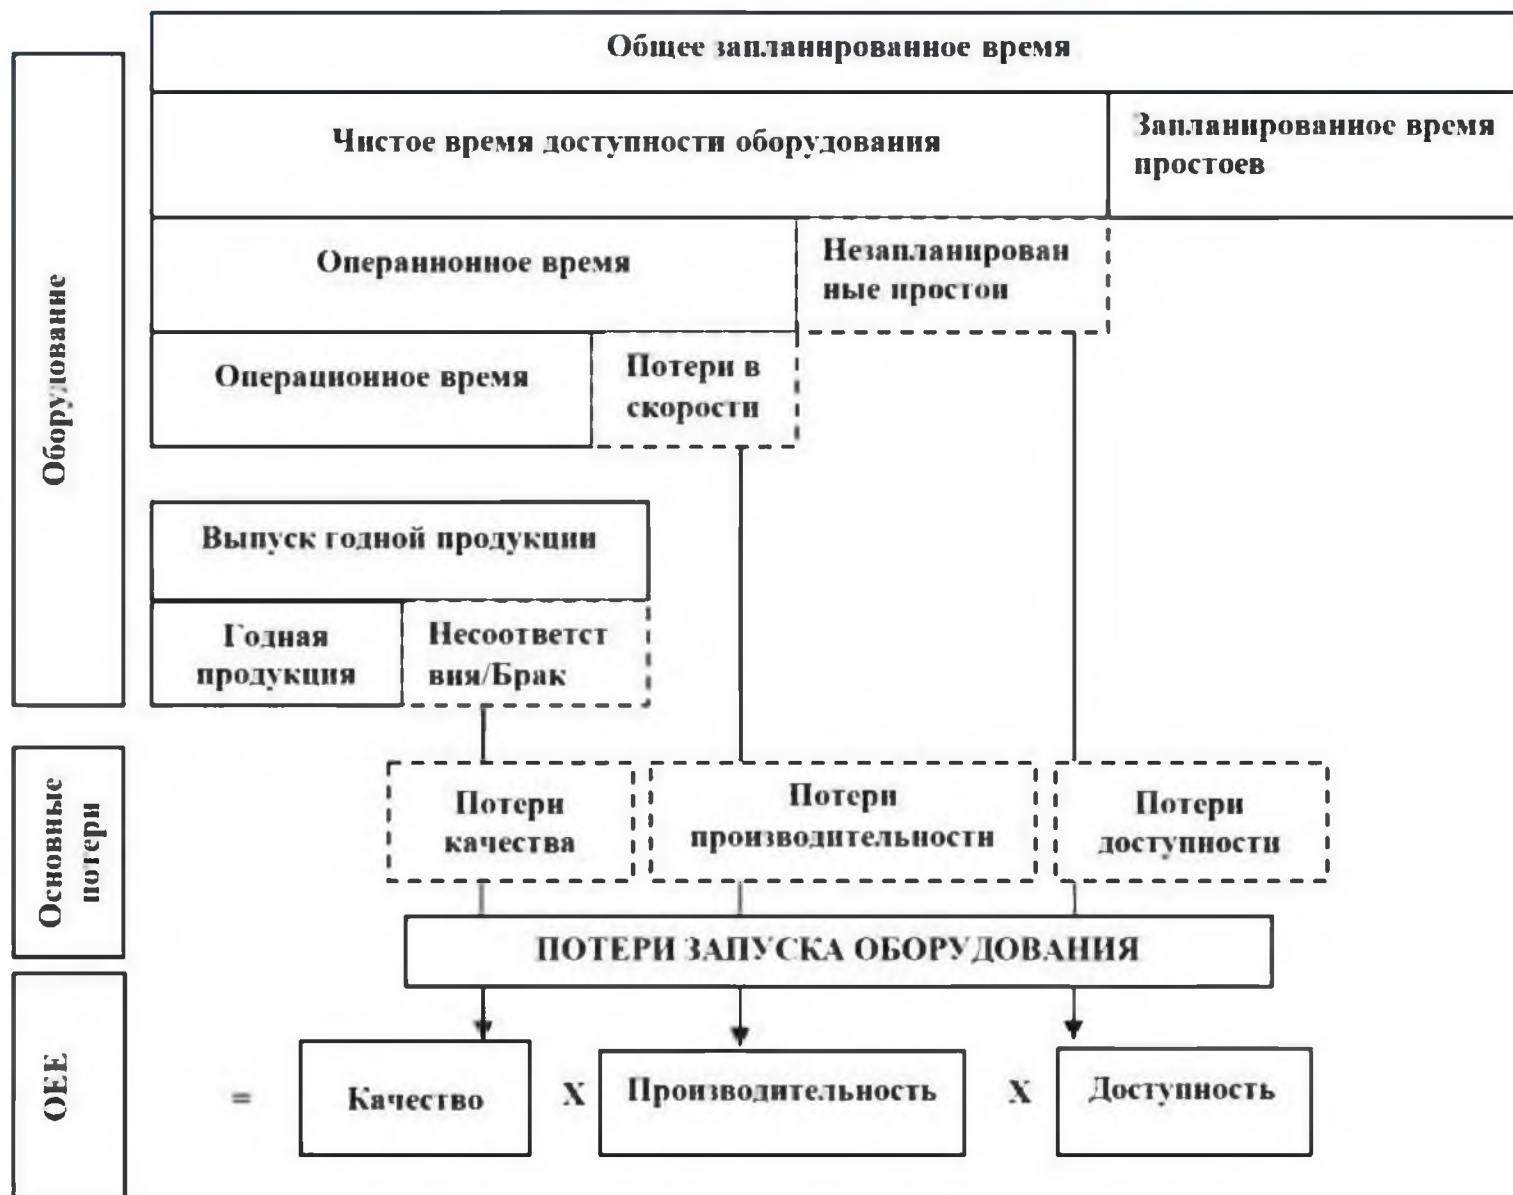 Общее запланированное время
Чистое время доступности оборудования
Запланированное время
простоев
Операнионное время
Незапланирован
ные простои
Операционное время
Потери в
скорости
Оборудование
Выпуск годной продукции
Годная
продукция
Несоответст
вия/Брак
Основные
потери
Потери
качества
Потери
производительности
Потери
доступности
ПОТЕРИ ЗАПУСКА ОБОРУДОВАНИЯ
OEE
=
Качество
X
Производительность
X
Доступность